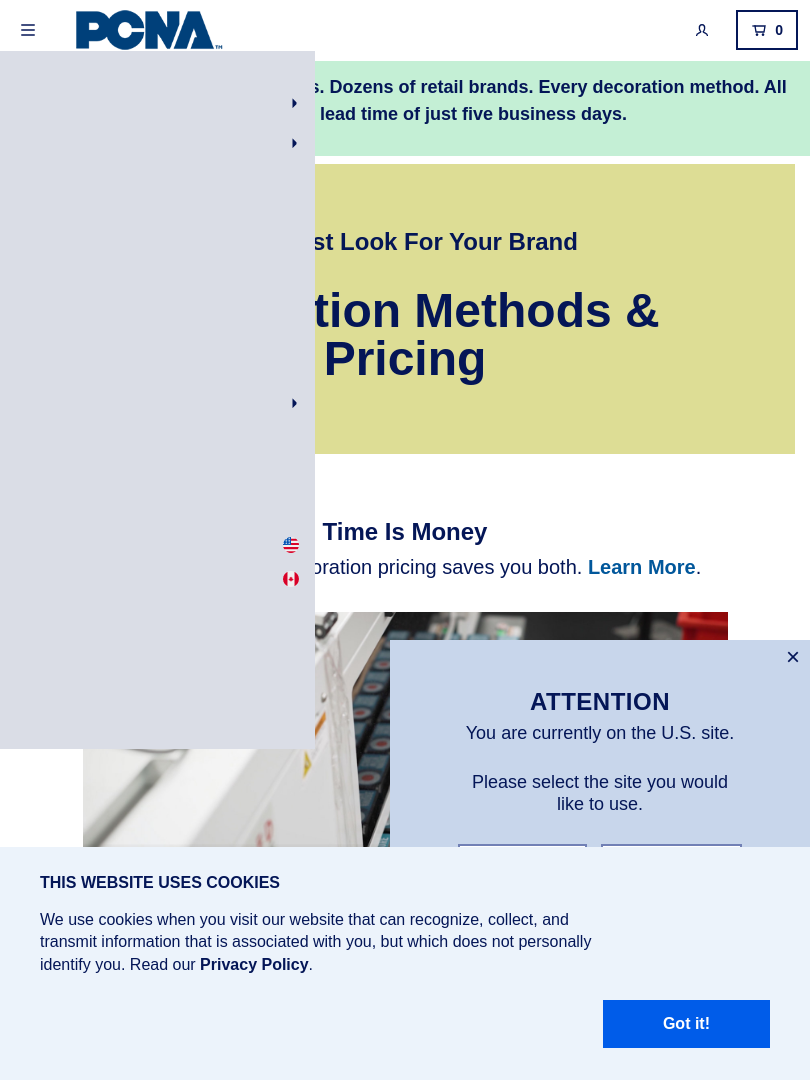 PCNA™
0
s. Dozens of retail brands. Every decoration method. All
lead time of just five business days.
st Look For Your Brand
tion Methods &
Pricing
Time Is Money
oration pricing saves you both. Learn More.
ATTENTION
You are currently on the U.S. site.
Please select the site you would
like to use.
THIS WEBSITE USES COOKIES
We use cookies when you visit our website that can recognize, collect, and
transmit information that is associated with you, but which does not personally
identify you. Read our Privacy Policy.
Got it!